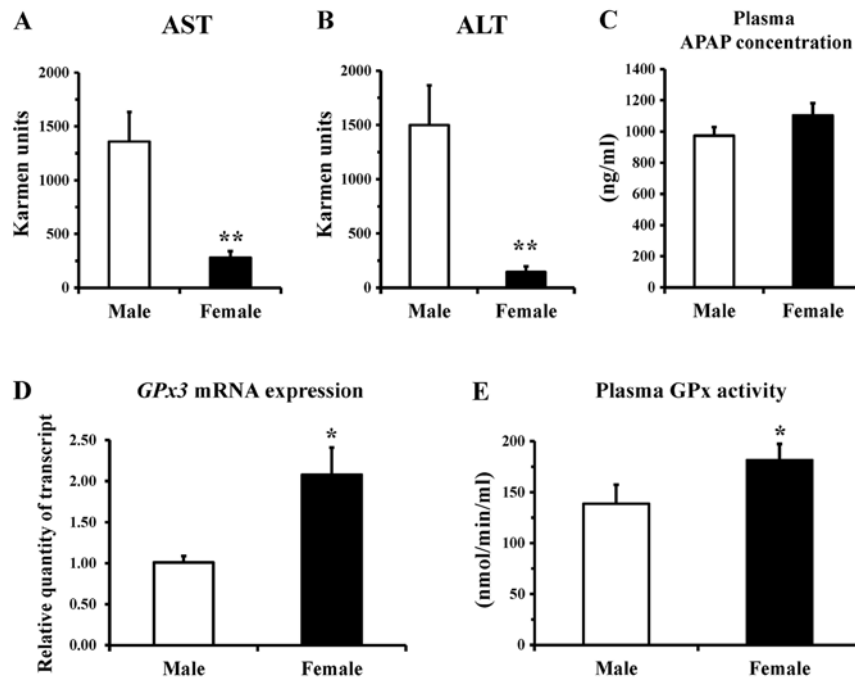 A
AST
Karmen units
2000
1500
1000
500
0
**
Male
Female
B
ALT
Karmen units
2000
1500
1000
500
0
**
Male
Female
C
Plasma
APAP concentration
(ng/ml)
1400
1200
1000
800
600
400
200
0
Male
Female
D
GPx3 mRNA expression
Relative quantity of transcript
2.50
2.00
1.50
1.00
0.50
0.00
*
Male
Female
E
Plasma GPx activity
(nmol/min/ml)
200
150
100
50
0
*
Male
Female